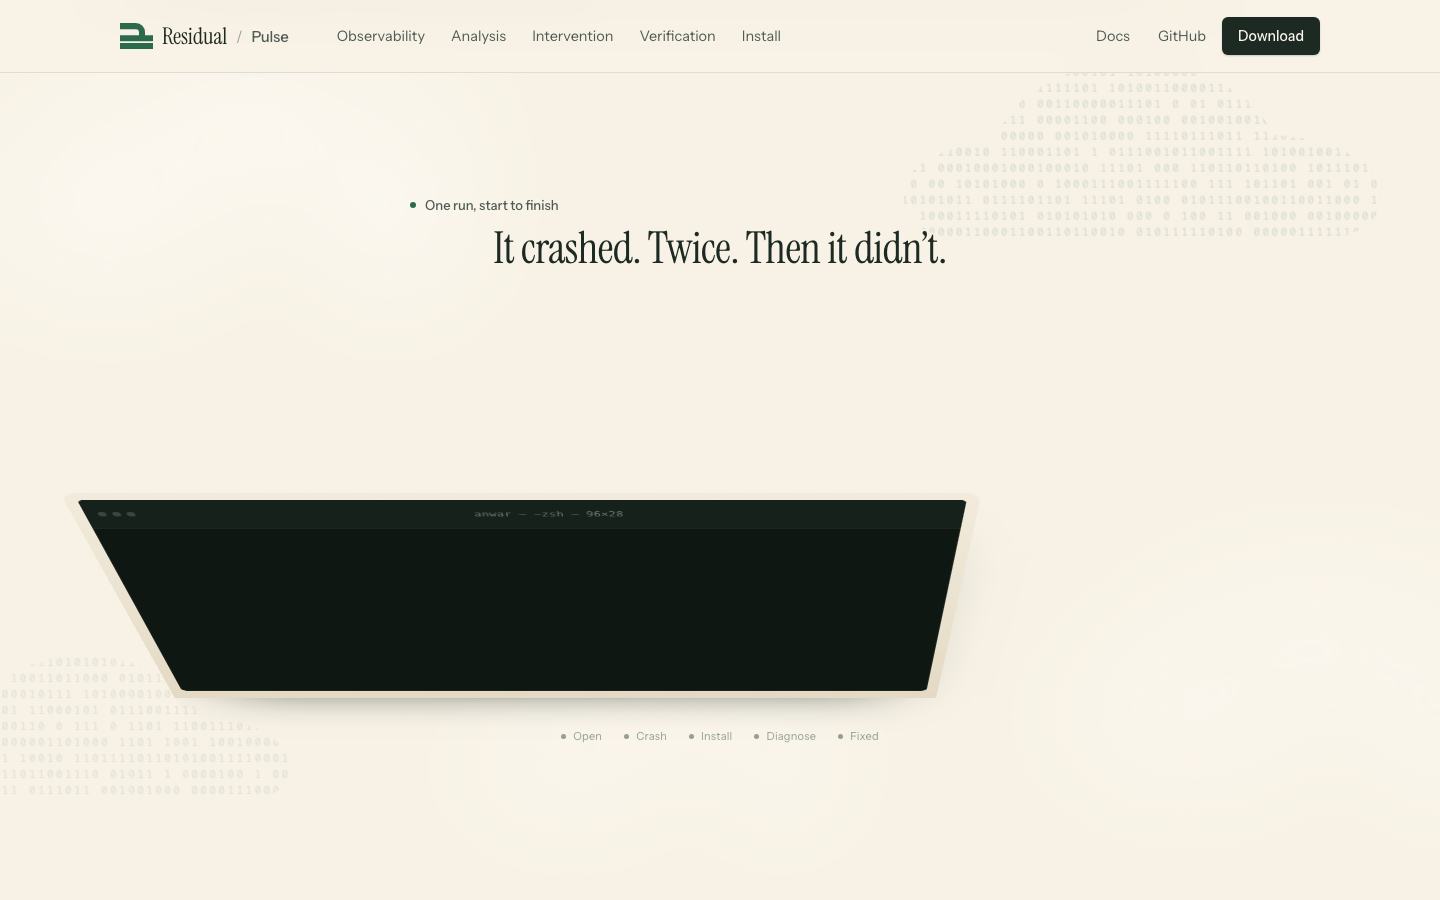 Residual / Pulse
Observability Analysis Intervention Verification Install
Docs GitHub Download
One run, start to finish
It crashed. Twice. Then it didn’t.
anwar — -zsh — 96×28
Open Crash Install Diagnose Fixed